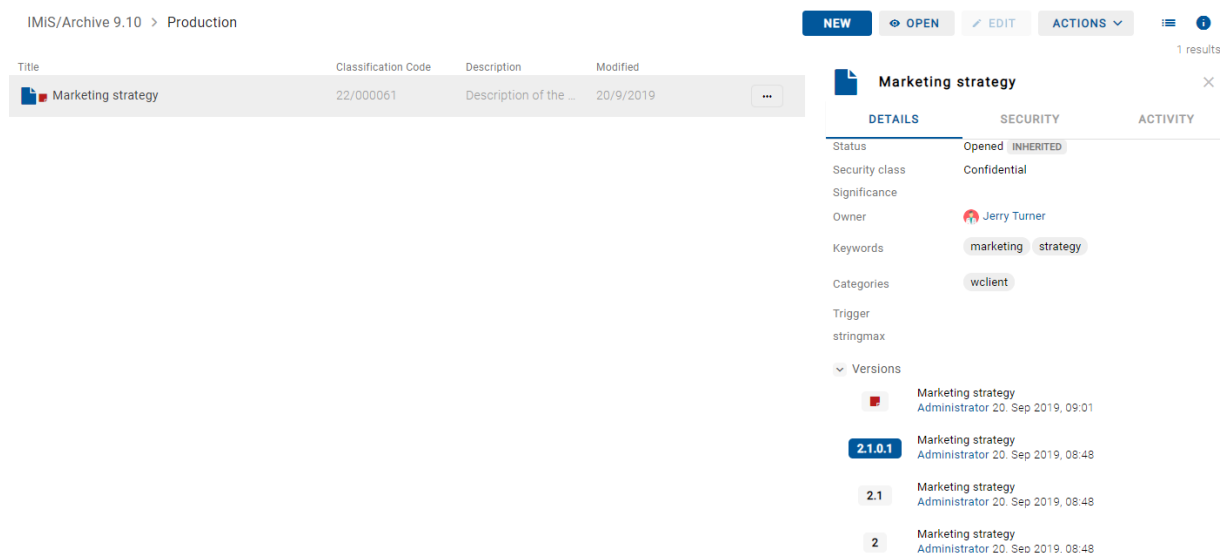 IMiS/Archive 9.10 > Production
NEW OPEN EDIT ACTIONS
1 results
Title Classification Code Description Modified
Marketing strategy 22/000061 Description of the ... 20/9/2019 ...
Marketing strategy
DETAILS SECURITY ACTIVITY
Status Opened INHERITED
Security class Confidential
Significance
Owner Jerry Turner
Keywords marketing strategy
Categories wclient
Trigger
stringmax
Versions
Marketing strategy
Administrator 20. Sep 2019, 09:01
2.1.0.1 Marketing strategy
Administrator 20. Sep 2019, 08:48
2.1 Marketing strategy
Administrator 20. Sep 2019, 08:48
2 Marketing strategy
Administrator 20. Sep 2019, 08:48